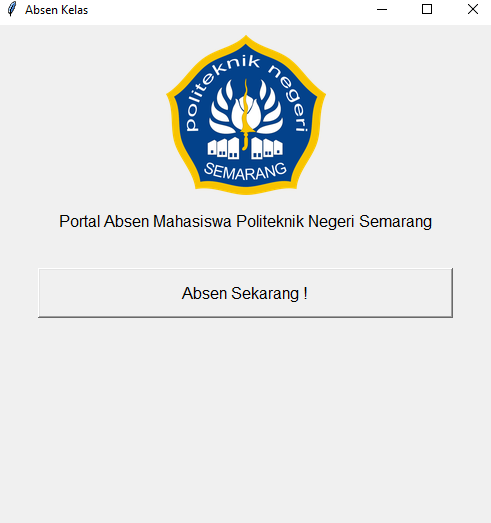 Absen Kelas
politeknik negeri
SEMARANG
Portal Absen Mahasiswa Politeknik Negeri Semarang
Absen Sekarang !